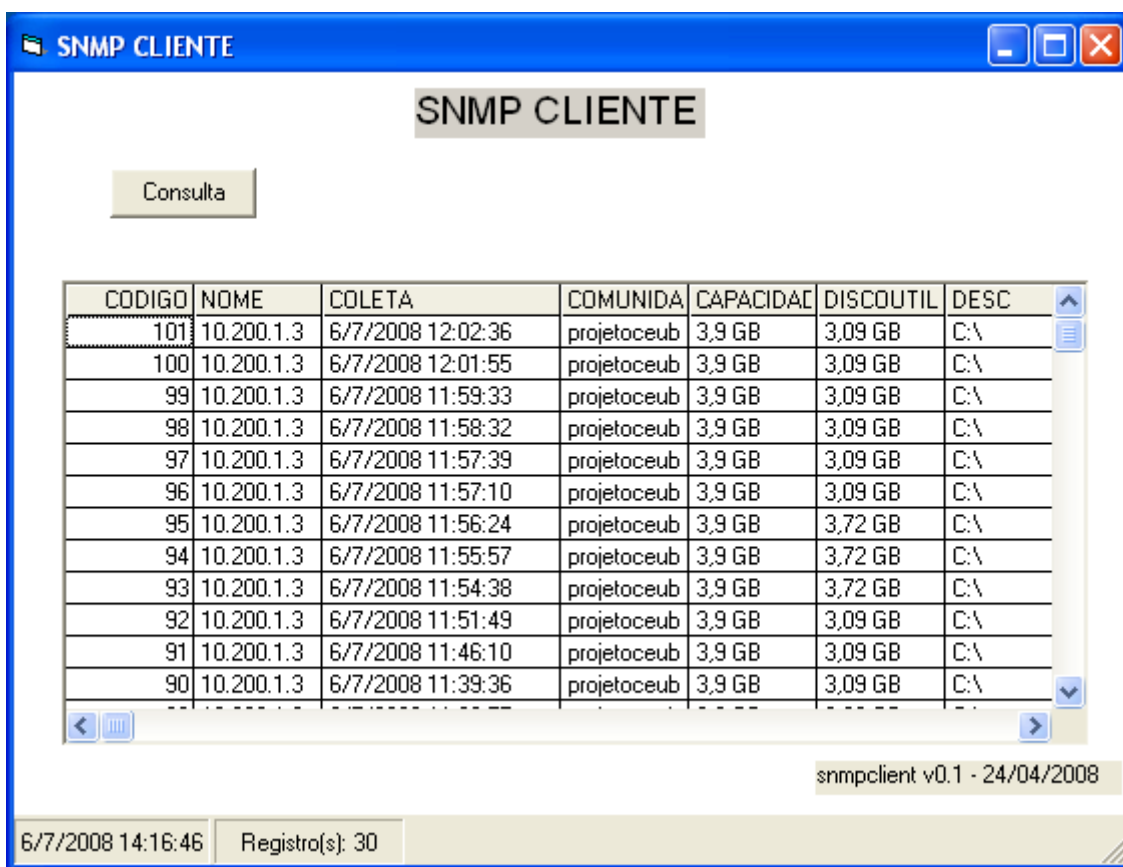 SNMP CLIENTE
SNMP CLIENTE
Consulta
CODIGO NOME COLETA COMUNIDA CAPACIDAD DISCOUTIL DESC
101 10.200.1.3 6/7/2008 12:02:36 projetoceub 3,9 GB 3,09 GB C:\
100 10.200.1.3 6/7/2008 12:01:55 projetoceub 3,9 GB 3,09 GB C:\
99 10.200.1.3 6/7/2008 11:59:33 projetoceub 3,9 GB 3,09 GB C:\
98 10.200.1.3 6/7/2008 11:58:32 projetoceub 3,9 GB 3,09 GB C:\
97 10.200.1.3 6/7/2008 11:57:39 projetoceub 3,9 GB 3,09 GB C:\
96 10.200.1.3 6/7/2008 11:57:10 projetoceub 3,9 GB 3,09 GB C:\
95 10.200.1.3 6/7/2008 11:56:24 projetoceub 3,9 GB 3,72 GB C:\
94 10.200.1.3 6/7/2008 11:55:57 projetoceub 3,9 GB 3,72 GB C:\
93 10.200.1.3 6/7/2008 11:54:38 projetoceub 3,9 GB 3,72 GB C:\
92 10.200.1.3 6/7/2008 11:51:49 projetoceub 3,9 GB 3,09 GB C:\
91 10.200.1.3 6/7/2008 11:46:10 projetoceub 3,9 GB 3,09 GB C:\
90 10.200.1.3 6/7/2008 11:39:36 projetoceub 3,9 GB 3,09 GB C:\
snmpclient v0.1 - 24/04/2008
6/7/2008 14:16:46 Registro(s): 30